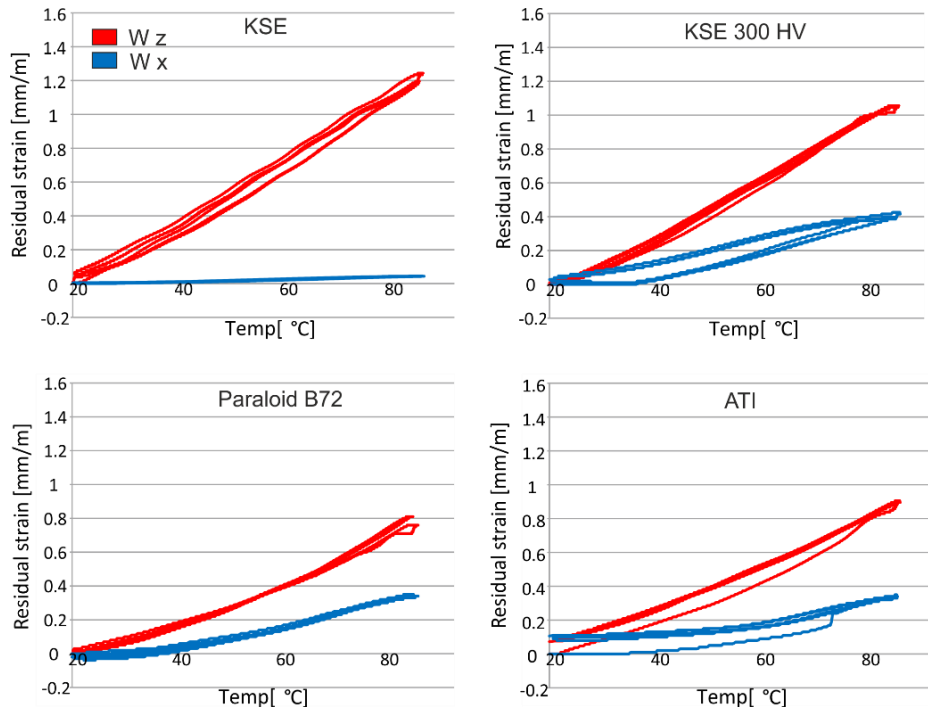 KSE
W z
W x
Residual strain [mm/m]
1.6
1.4
1.2
1
0.8
0.6
0.4
0.2
0
-0.2
20 40 60 80
Temp[ °C]
KSE 300 HV
Residual strain [mm/m]
1.6
1.4
1.2
1
0.8
0.6
0.4
0.2
0
-0.2
20 40 60 80
Temp[ °C]
Paraloid B72
Residual strain [mm/m]
1.6
1.4
1.2
1
0.8
0.6
0.4
0.2
0
-0.2
20 40 60 80
Temp[ °C]
ATI
Residual strain [mm/m]
1.6
1.4
1.2
1
0.8
0.6
0.4
0.2
0
-0.2
20 40 60 80
Temp[ °C]